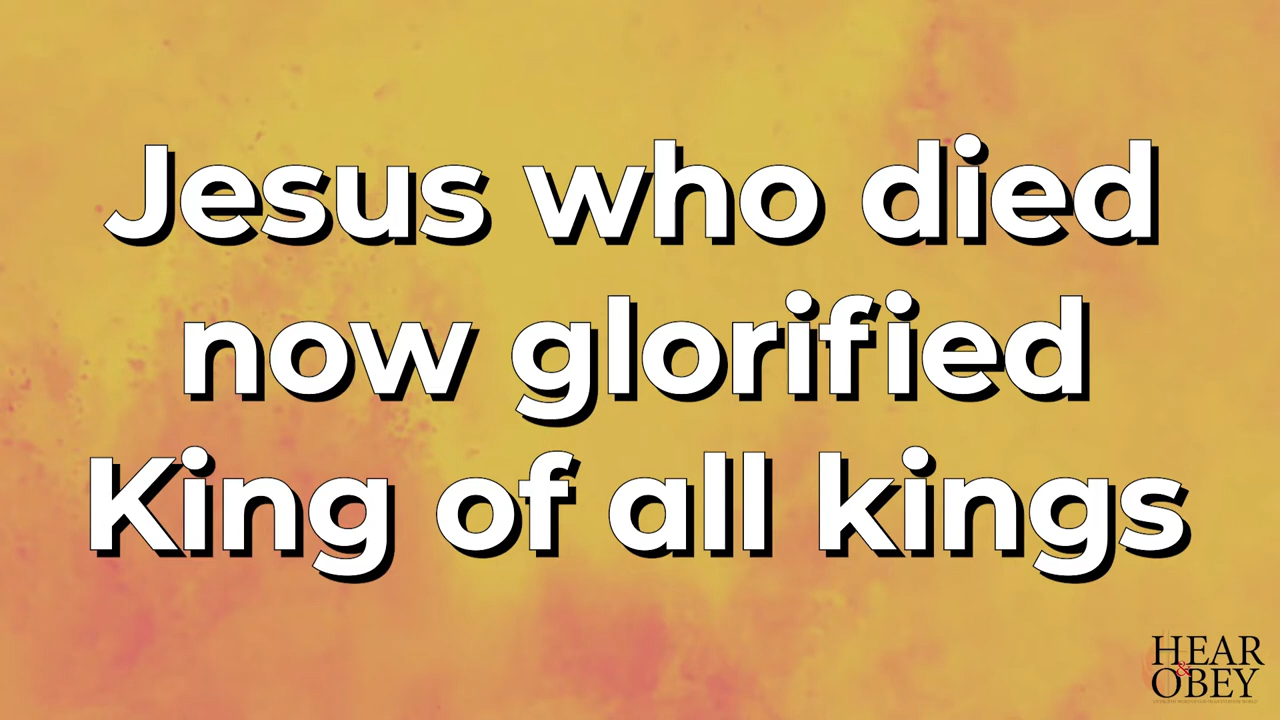 Jesus who died
now glorified
King of all kings
HEAR
&
OBEY